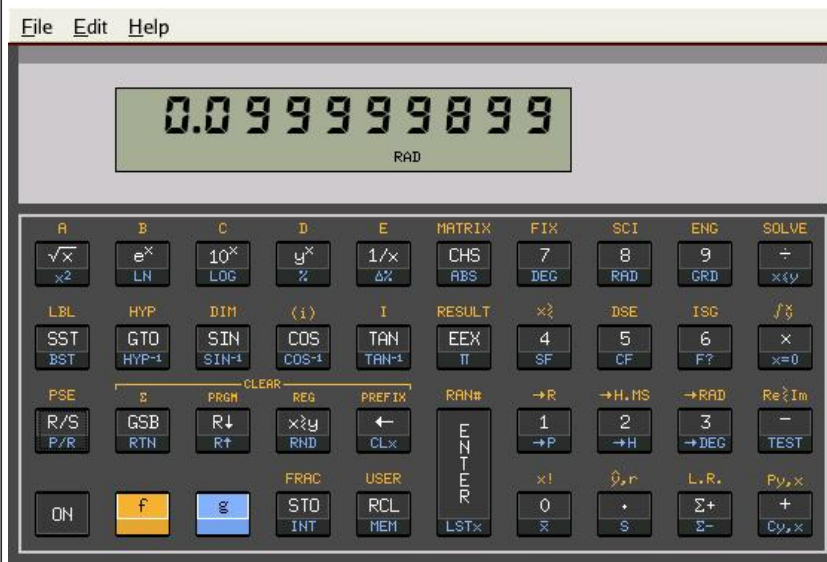 File Edit Help
0.099999899
RAD
A B C D E MATRIX FIX SCI ENG SOLVE
√x e^x 10^x y^x 1/x CHS 7 8 9 ÷
x² LN LOG % Δ% ABS DEG RAD GRD x≤y
LBL HYP DIM (i) I RESULT x≷ DSE ISG ∫xy
SST GTO SIN COS TAN EEX 4 5 6 ×
BST HYP-1 SIN-1 COS-1 TAN-1 π SF CF F? x=0
CLEAR
PSE Σ PRGM REG PREFIX RAN# →R →H.MS →RAD Re≷Im
R/S GSB R↓ x≷y ← ENTER 1 2 3 −
P/R RTN R↑ RND CLx →P →H →DEG TEST
FRAC USER x! ŷ,r L.R. Py,x
ON f g STO RCL 0 · Σ+ +
INT MEM LSTx x̄ S Σ− Cy,x